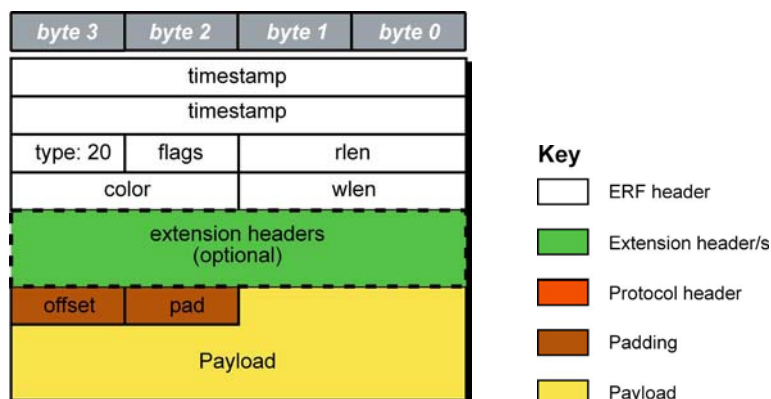 byte 3 byte 2 byte 1 byte 0
timestamp
timestamp
type: 20 flags rlen
color wlen
extension headers
(optional)
offset pad
Payload
Key
ERF header
Extension header/s
Protocol header
Padding
Payload